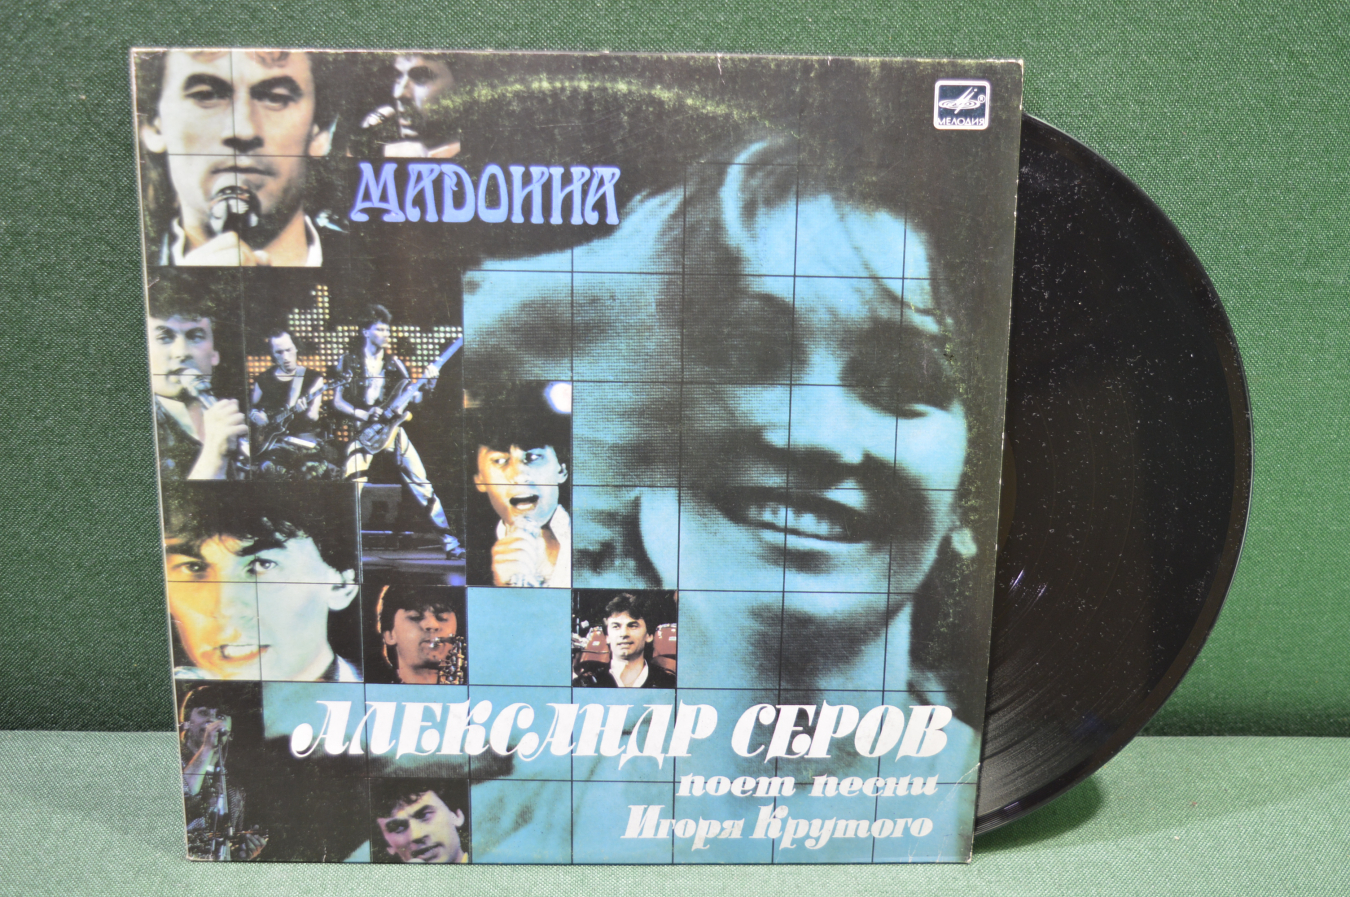 МЕЛОДИЯ
МАДОННА
АЛЕКСАНДР СЕРОВ
поет песни
Игоря Крутого